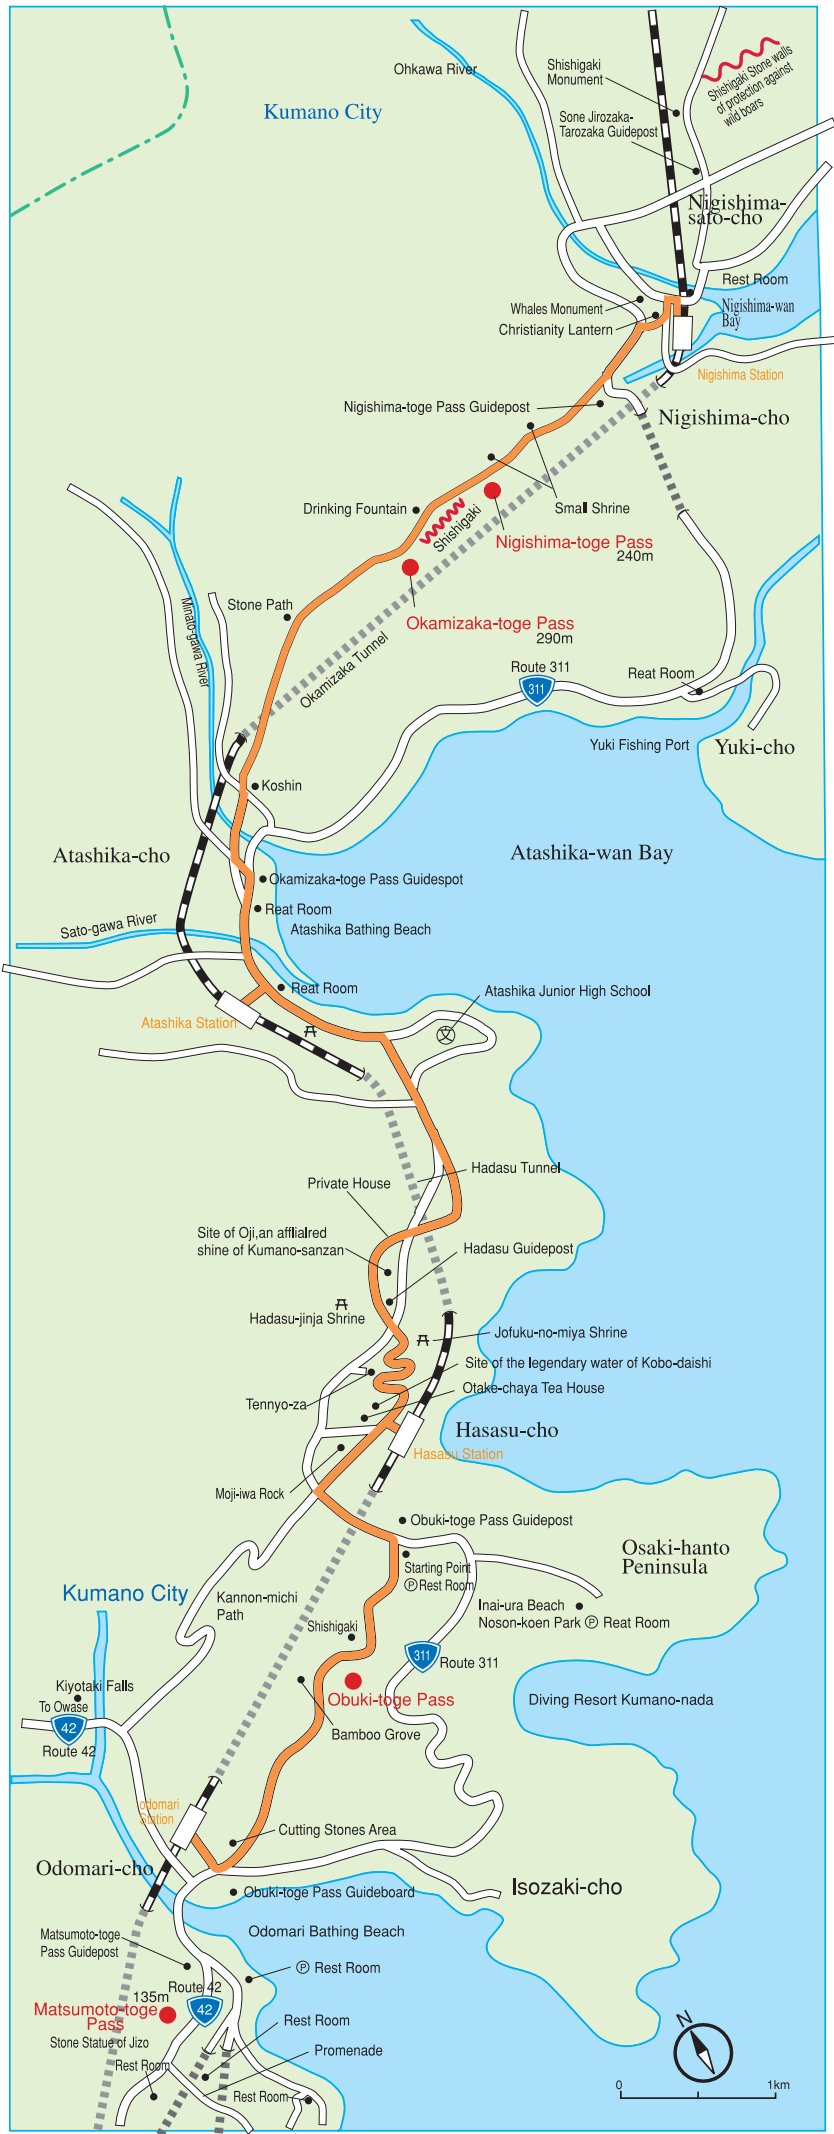 Ohkawa River
Shishigaki
Monument
Shishigaki Stone walls
of protection against
wild boars
Kumano City
Sone Jirozaka-
Tarozaka Guidepost
Nigishima-
sato-cho
Rest Room
Whales Monument
Nigishima-wan
Bay
Christianity Lantern
Nigishima Station
Nigishima-toge Pass Guidepost
Nigishima-cho
Drinking Fountain
Small Shrine
Shishigaki
Nigishima-toge Pass
240m
Stone Path
Minato-gawa River
Okamizaka-toge Pass
290m
Okamizaka Tunnel
Route 311
311
Reat Room
Yuki Fishing Port
Yuki-cho
Koshin
Atashika-cho
Atashika-wan Bay
Okamizaka-toge Pass Guidespot
Reat Room
Sato-gawa River
Atashika Bathing Beach
Reat Room
Atashika Junior High School
文
Atashika Station
Hadasu Tunnel
Private House
Site of Oji,an afflialred
shine of Kumano-sanzan
Hadasu Guidepost
Hadasu-jinja Shrine
Jofuku-no-miya Shrine
Site of the legendary water of Kobo-daishi
Tennyo-za
Otake-chaya Tea House
Hasasu-cho
Hasasu Station
Moji-iwa Rock
Obuki-toge Pass Guidepost
Osaki-hanto
Peninsula
Starting Point
P Rest Room
Kumano City
Kannon-michi
Path
Inai-ura Beach
Noson-koen Park P Reat Room
Shishigaki
311
Route 311
Kiyotaki Falls
To Owase
42
Route 42
Obuki-toge Pass
Diving Resort Kumano-nada
Bamboo Grove
odomari
Station
Cutting Stones Area
Odomari-cho
Isozaki-cho
Obuki-toge Pass Guideboard
Matsumoto-toge
Pass Guidepost
Odomari Bathing Beach
P Rest Room
Route 42
42
135m
Matsumoto-toge
Pass
Stone Statue of Jizo
Rest Room
Promenade
Rest Room
Rest Room
N
0
1km